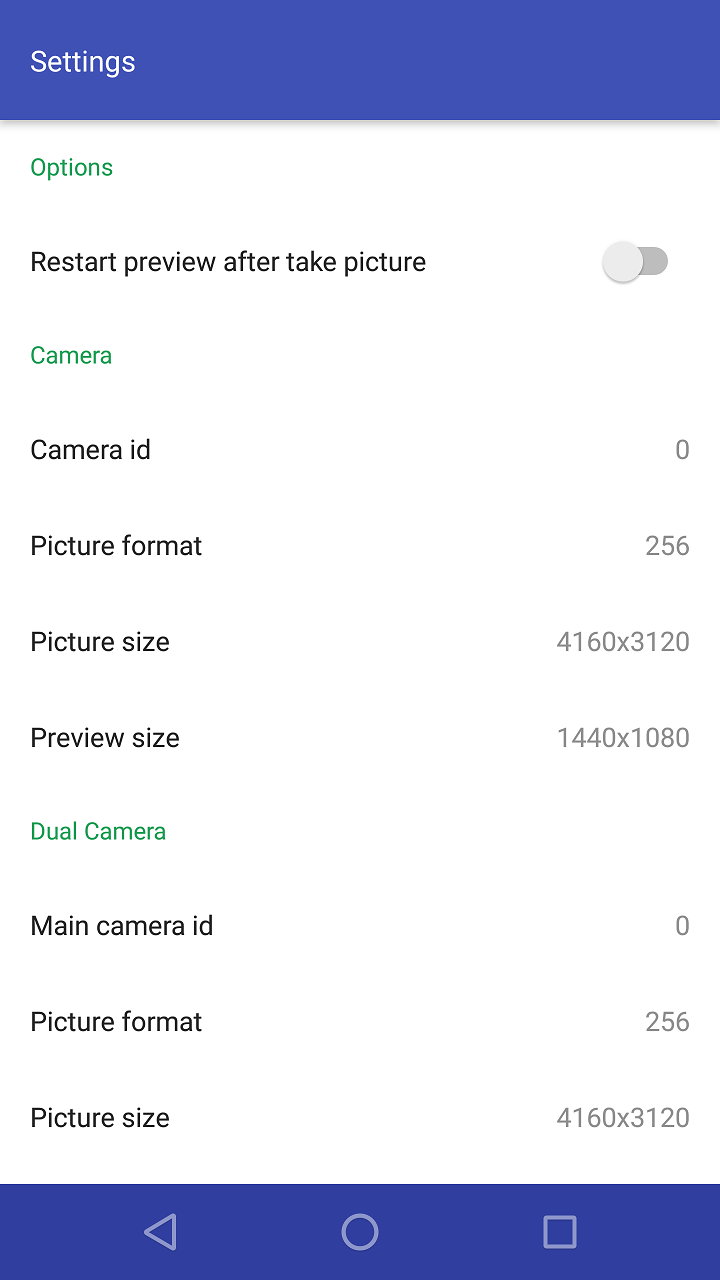 Settings
Options
Restart preview after take picture
Camera
Camera id 0
Picture format 256
Picture size 4160x3120
Preview size 1440x1080
Dual Camera
Main camera id 0
Picture format 256
Picture size 4160x3120